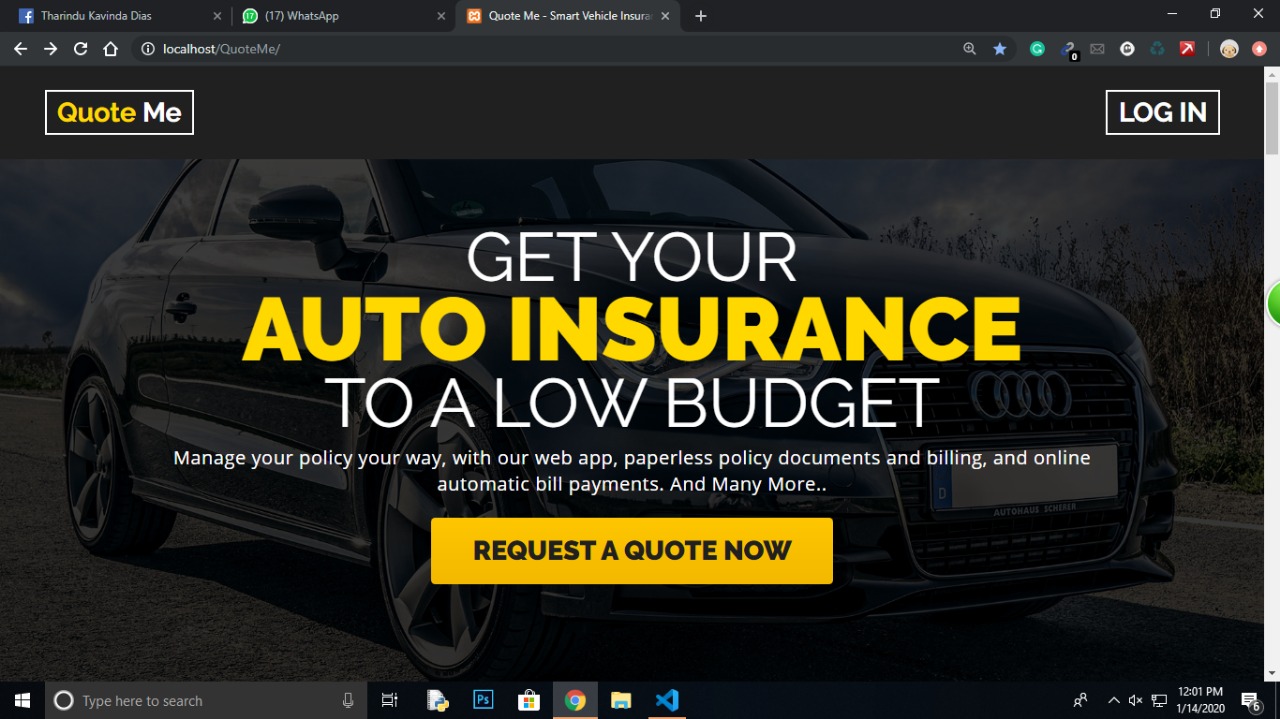 Tharindu Kavinda Dias
(17) WhatsApp
Quote Me - Smart Vehicle Insura
localhost/QuoteMe/
0
Quote Me
LOG IN
GET YOUR
AUTO INSURANCE
TO A LOW BUDGET
Manage your policy your way, with our web app, paperless policy documents and billing, and online
automatic bill payments. And Many More..
D
AUTOHAUS SCHERER
REQUEST A QUOTE NOW
Type here to search
Ps
12:01 PM
1/14/2020
6